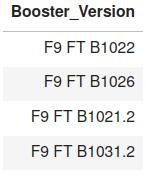 Booster_Version
F9 FT B1022
F9 FT B1026
F9 FT B1021.2
F9 FT B1031.2